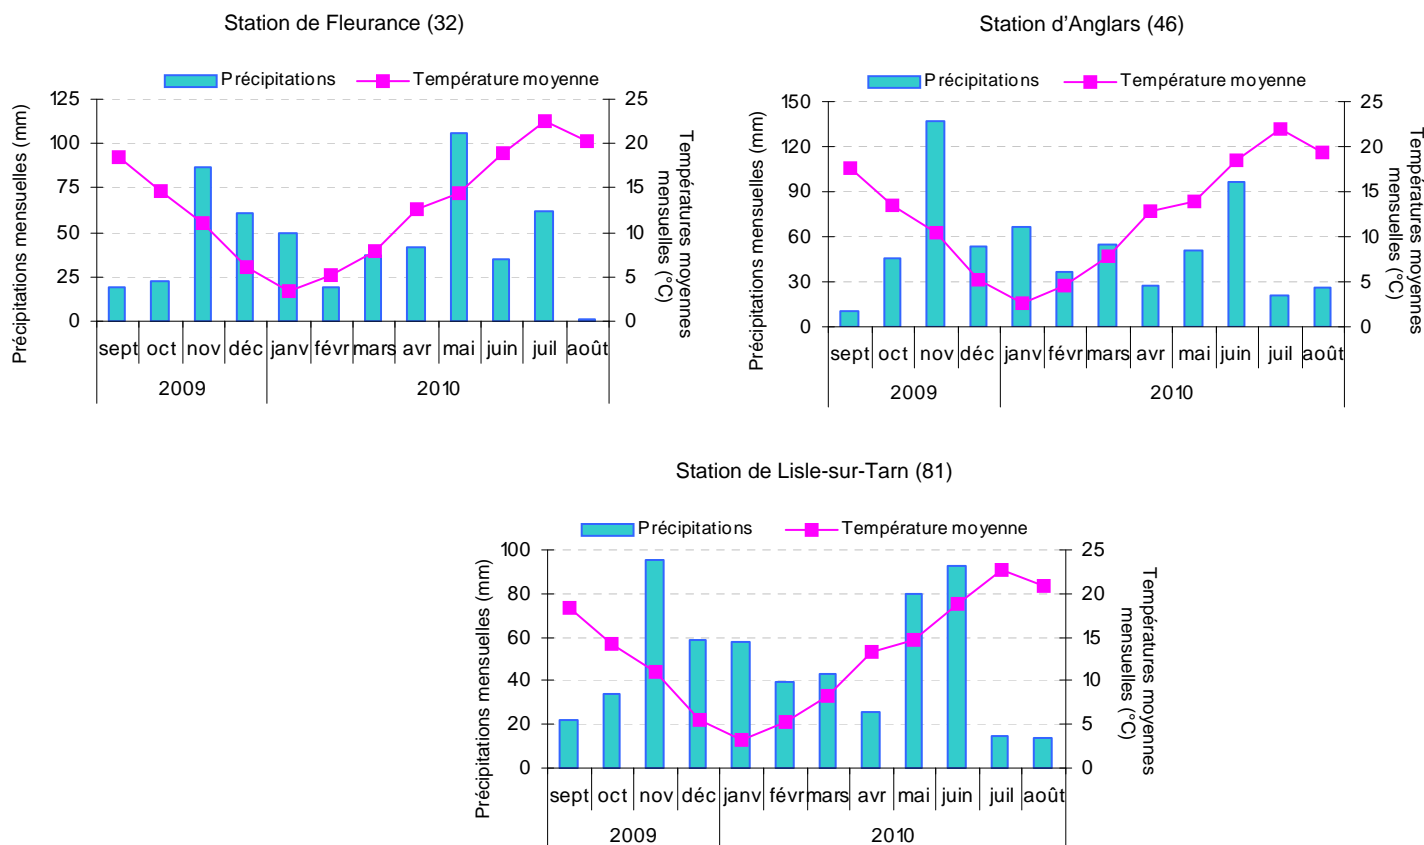 Station de Fleurance (32)
Précipitations
Température moyenne
Précipitations mensuelles (mm)
125
100
75
50
25
0
25
20
15
10
5
0
Températures moyennes
mensuelles (°C)
sept oct nov déc janv févr mars avr mai juin juil août
2009 2010
Station d'Anglars (46)
Précipitations
Température moyenne
Précipitations mensuelles (mm)
150
120
90
60
30
0
25
20
15
10
5
0
Températures moyennes
mensuelles (°C)
sept oct nov déc janv févr mars avr mai juin juil août
2009 2010
Station de Lisle-sur-Tarn (81)
Précipitations
Température moyenne
Précipitations mensuelles (mm)
100
80
60
40
20
0
25
20
15
10
5
0
Températures moyennes
mensuelles (°C)
sept oct nov déc janv févr mars avr mai juin juil août
2009 2010